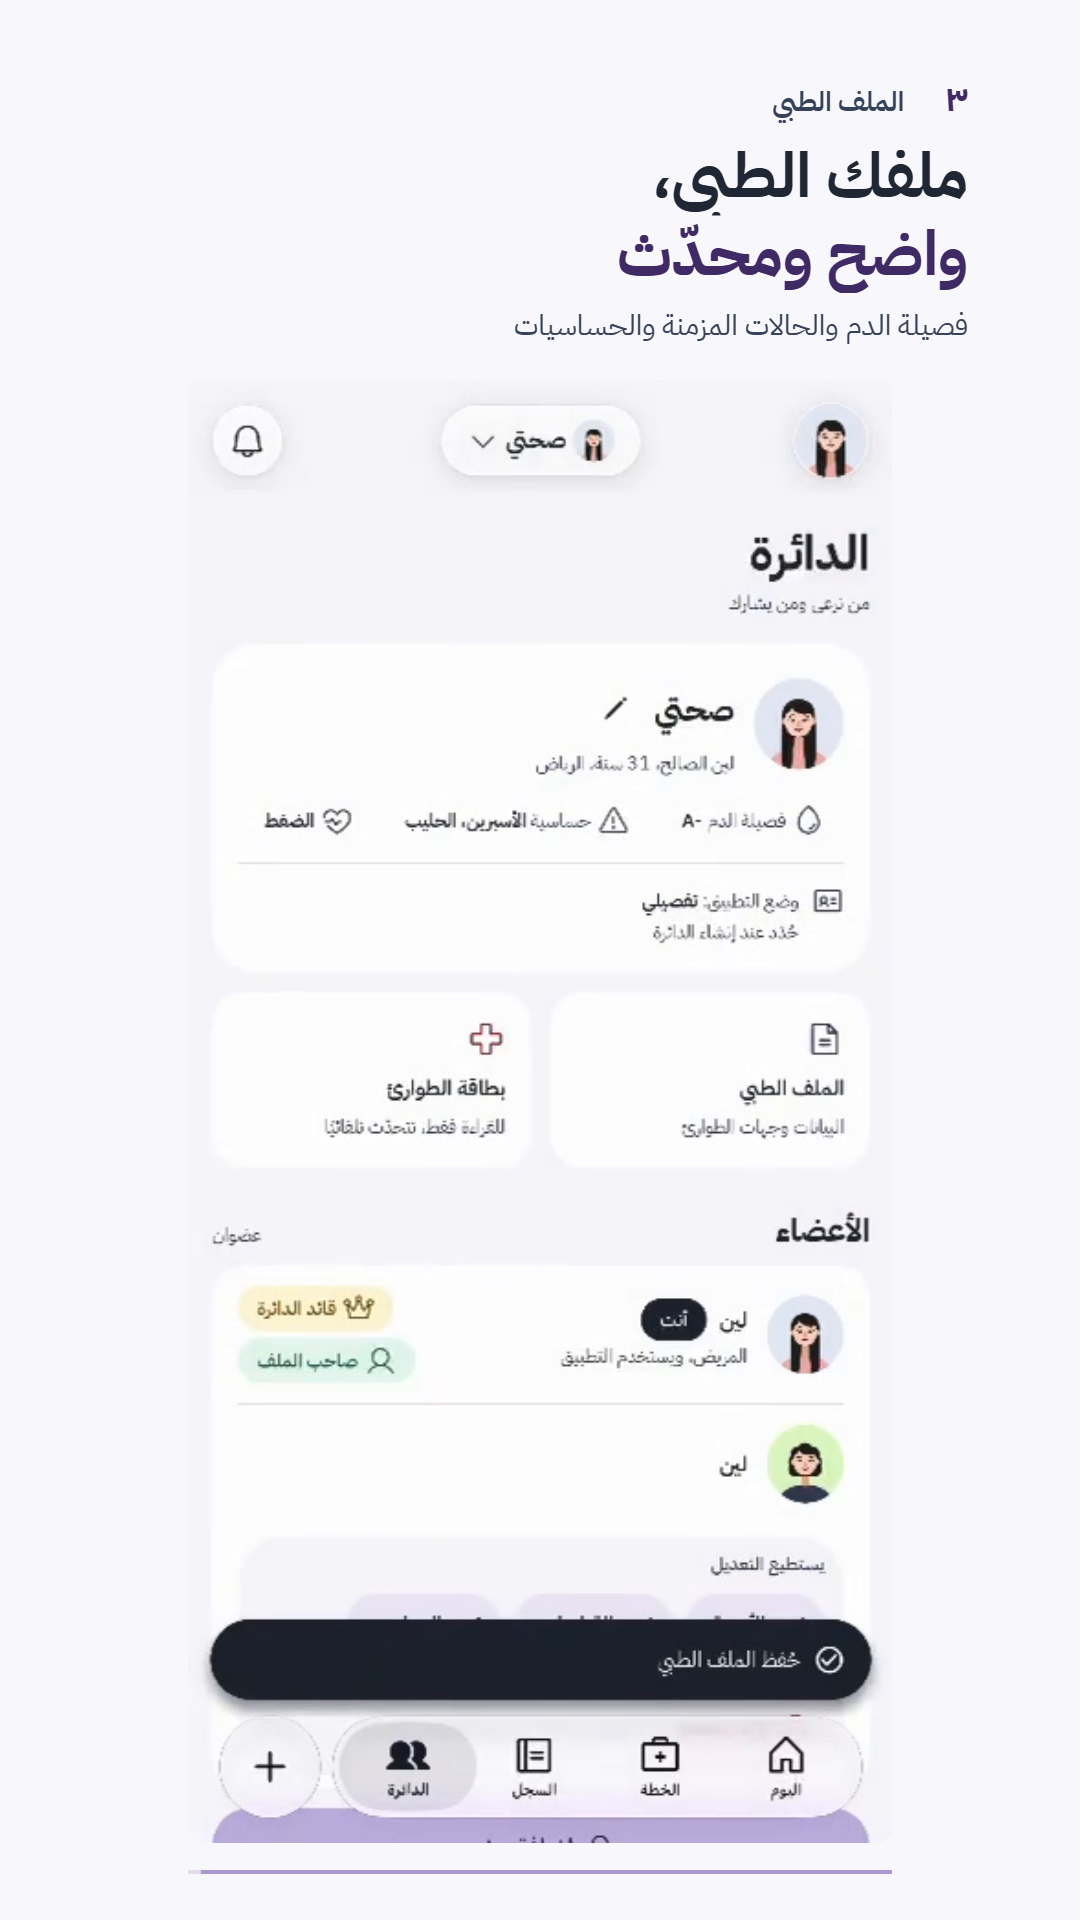 ٣ الملف الطبي
ملفك الطبي،
واضح ومحدّث
فصيلة الدم والحالات المزمنة والحساسيات
صحتي
الدائرة
من نرعى ومن يشارك
صحتي
لين الصالح، 31 سنة، الرياض
فصيلة الدم A-
حساسية الأسبرين، الحليب
الضغط
وضع التطبيق: تفصيلي
حُدد عند إنشاء الدائرة
الملف الطبي
البيانات وجهات الطوارئ
بطاقة الطوارئ
للقراءة فقط، تتحدّث تلقائيًا
الأعضاء
عضوان
لين أنت
المريض، ويستخدم التطبيق
قائد الدائرة
صاحب الملف
لين
يستطيع التعديل
حُفظ الملف الطبي
اليوم
الخطة
السجل
الدائرة